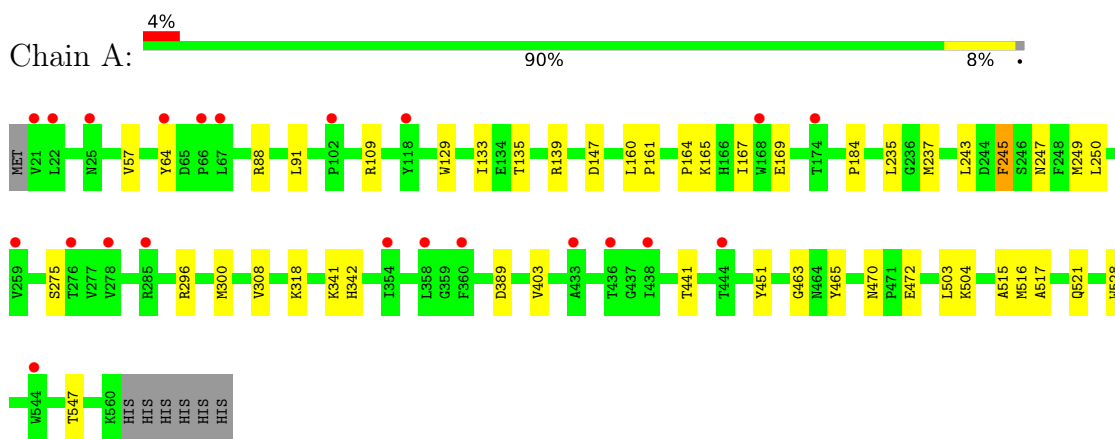 4%
Chain A:
90% 8% •
MET V21 L22 N25 V57 Y64 D65 P66 L67 R88 L91 P102 R109 Y118 W129 I133 E134 T135 R139 D147 L160 P161 P164 K165 H166 I167 W168 E169 T174 P184 L235 G236 M237 L243 D244 F245 S246 N247 F248 M249 L250
V259 S275 T276 V277 V278 R285 R296 M300 V308 K318 K341 H342 I354 L358 G359 F360 D389 V403 A433 T436 G437 I438 T441 T444 Y451 G463 N464 Y465 N470 P471 E472 L503 K504 A515 M516 A517 Q521 W528
W544 T547 K560 HIS HIS HIS HIS HIS HIS